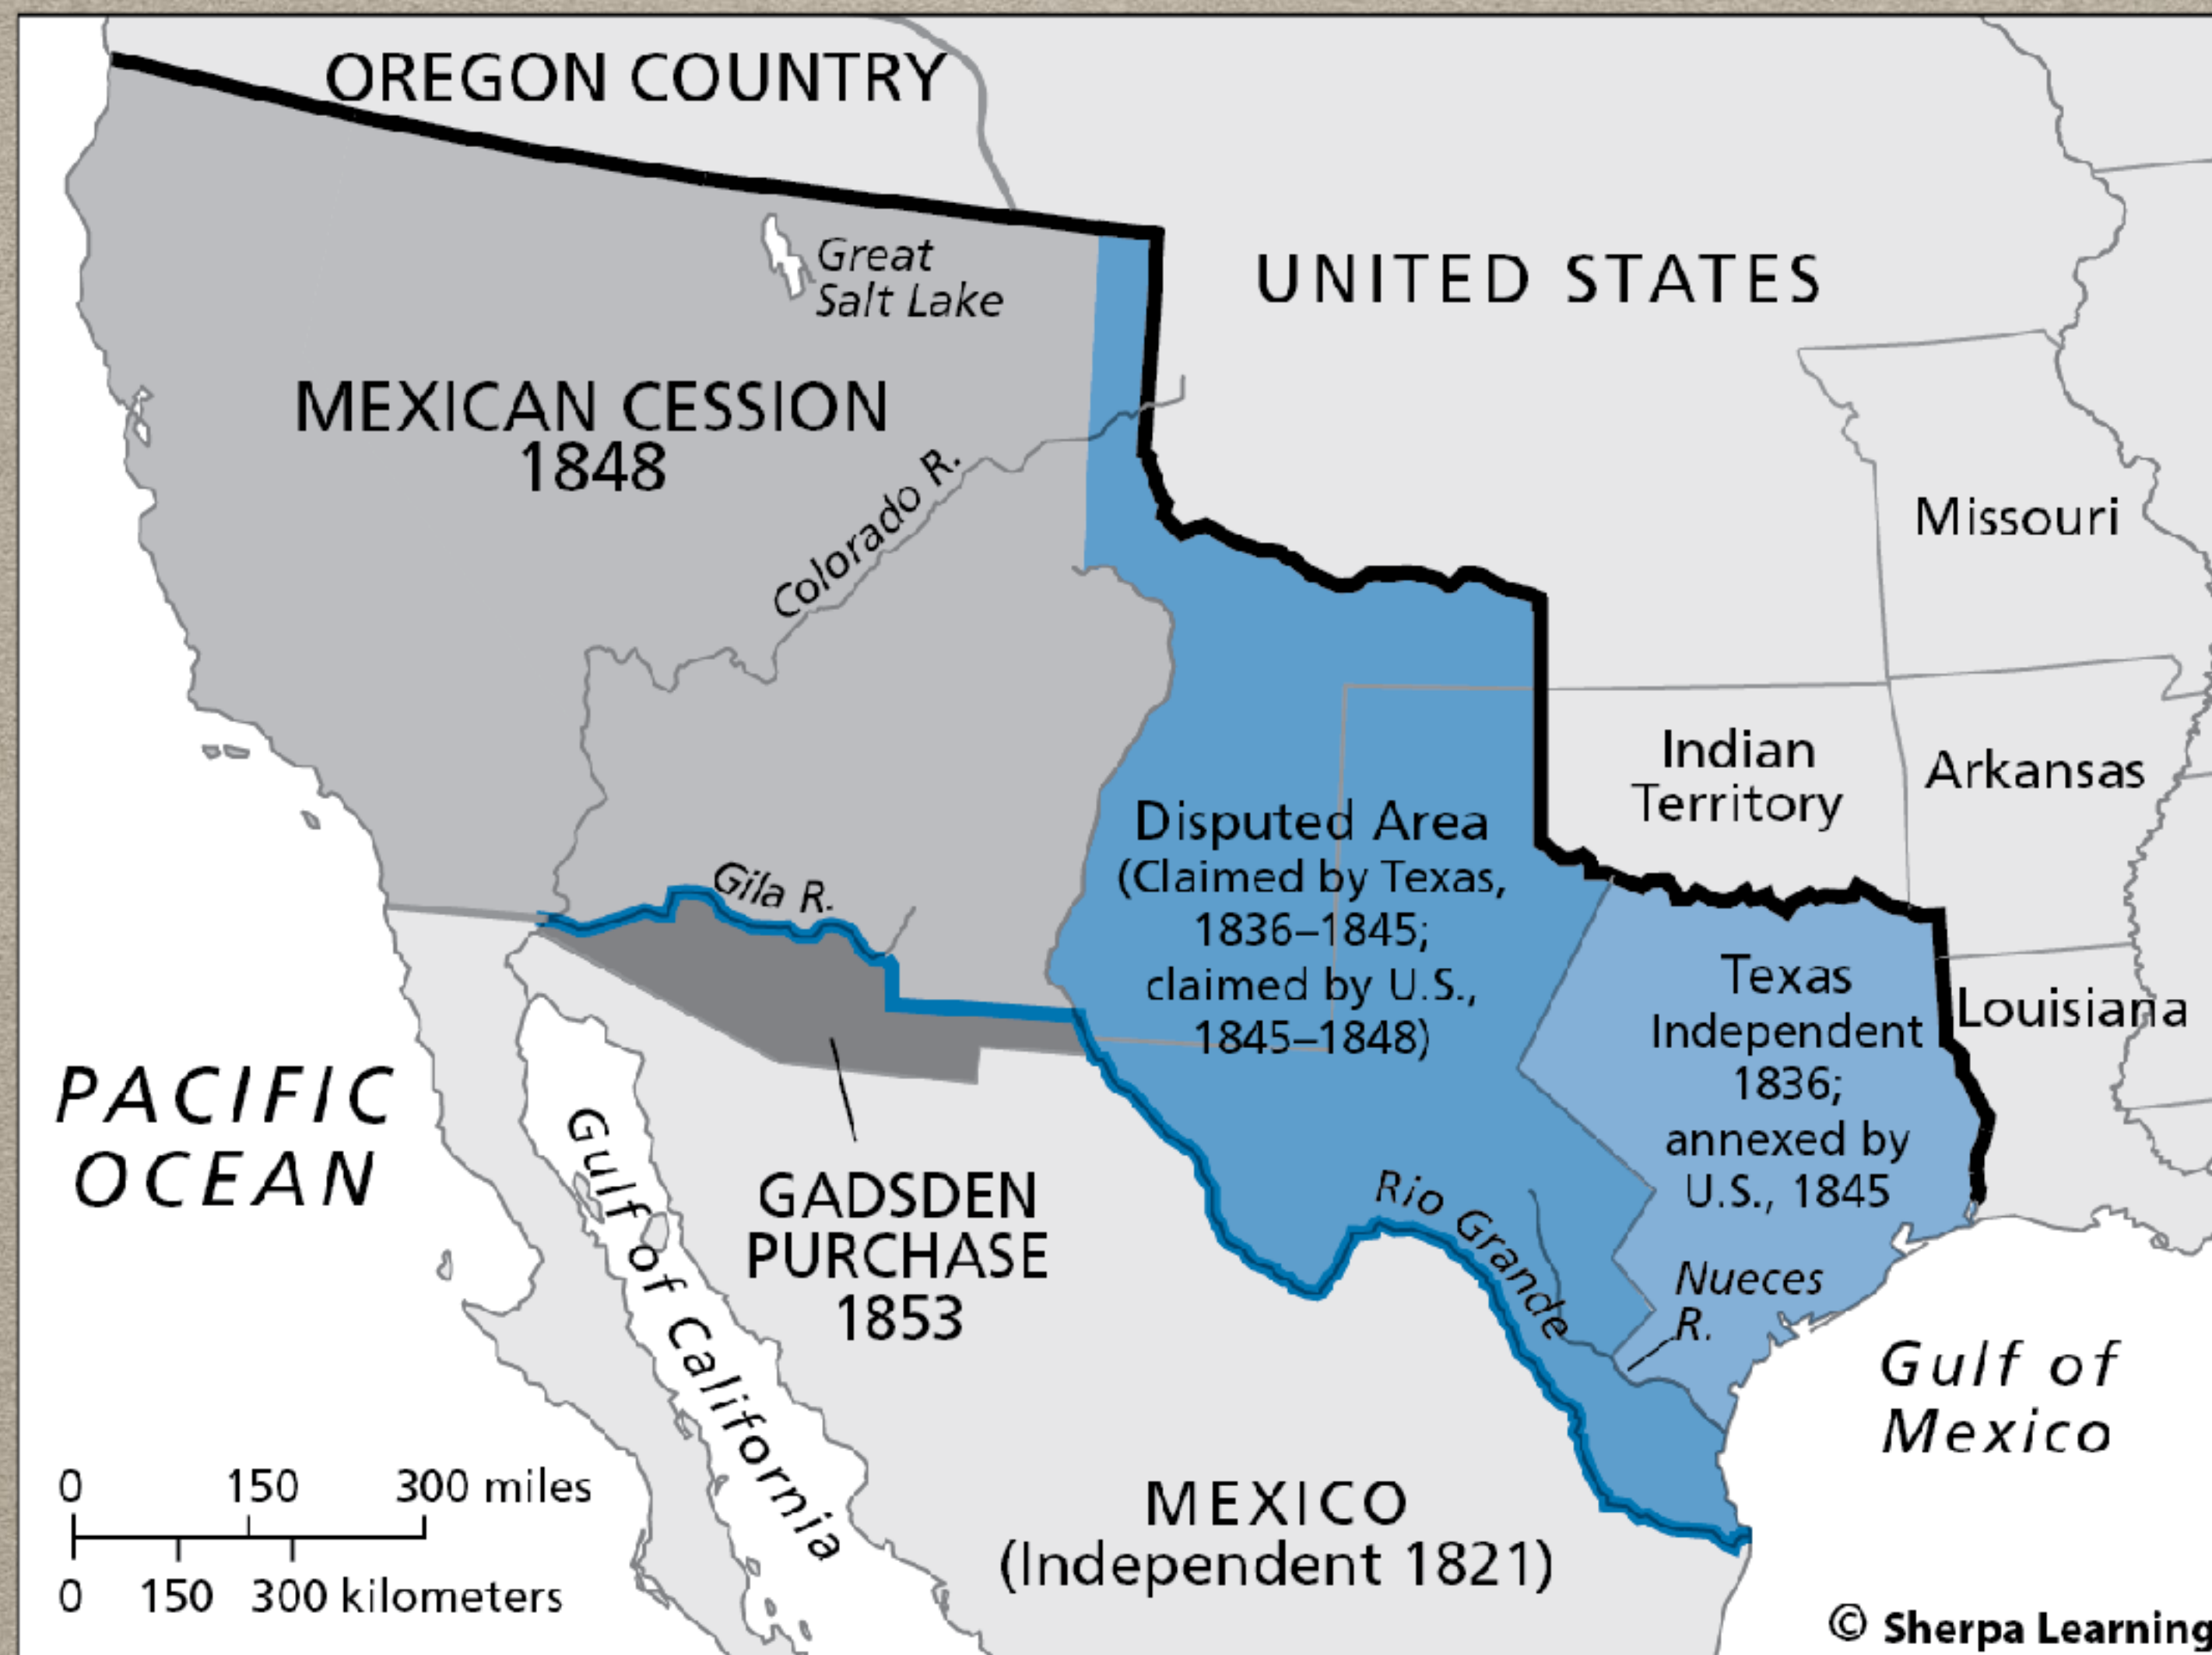 OREGON COUNTRY
Great
Salt Lake
UNITED STATES
MEXICAN CESSION
1848
Colorado R.
Missouri
Indian
Territory
Arkansas
Disputed Area
(Claimed by Texas,
1836–1845;
claimed by U.S.,
1845–1848)
Gila R.
Texas
Independent
1836;
annexed by
U.S., 1845
Louisiana
PACIFIC
OCEAN
Gulf of California
GADSDEN
PURCHASE
1853
Rio Grande
Nueces
R.
Gulf of
Mexico
MEXICO
(Independent 1821)
0 150 300 miles
0 150 300 kilometers
© Sherpa Learning